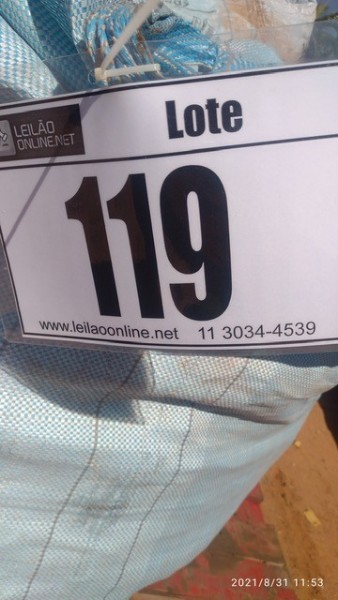 LEILÃO
ONLINE.NET
Lote
119
www.leilaoonline.net 11 3034-4539
2021/8/31 11:53